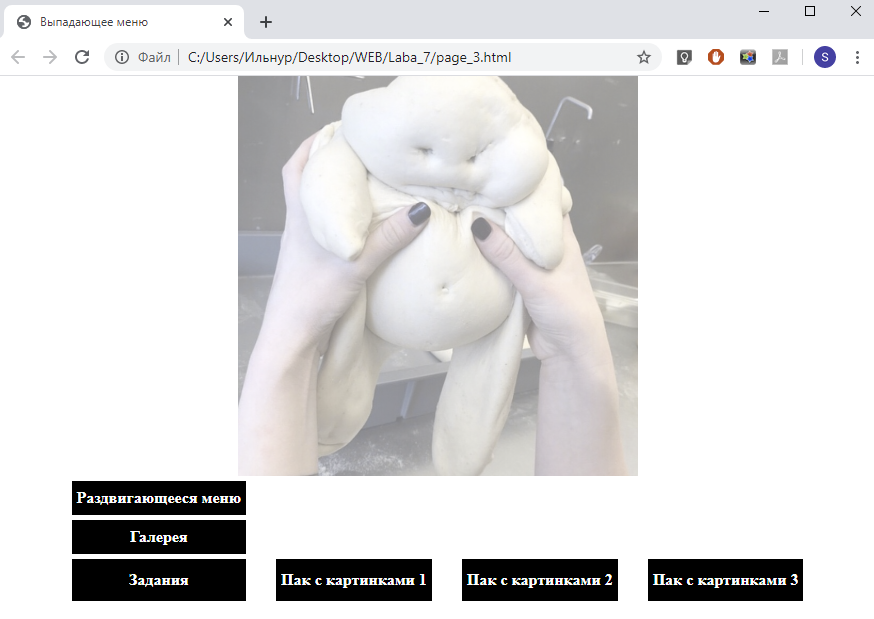 Выпадающее меню
Файл
C:/Users/Ильнур/Desktop/WEB/Laba_7/page_3.html
S
Раздвигающееся меню
Галерея
Задания
Пак с картинками 1
Пак с картинками 2
Пак с картинками 3